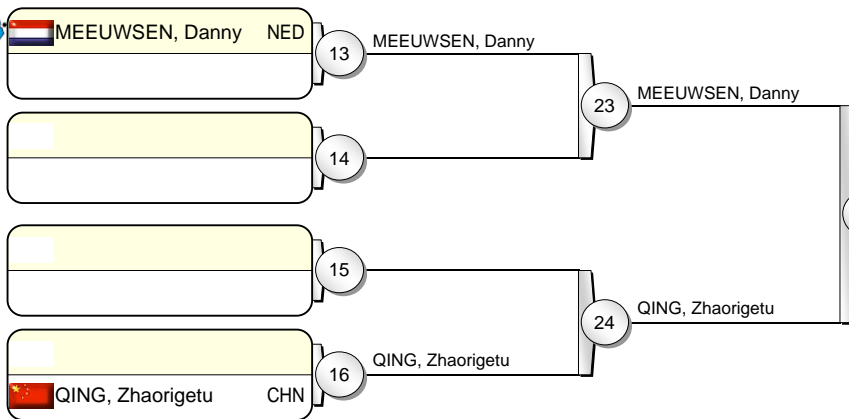 MEEUWSEN, Danny NED
13
MEEUWSEN, Danny
23
MEEUWSEN, Danny
14
15
24
QING, Zhaorigetu
16
QING, Zhaorigetu
QING, Zhaorigetu CHN